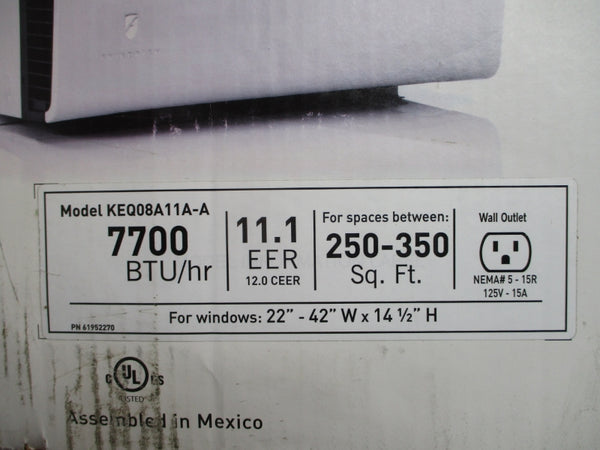 Model KEQ08A11A-A
7700
BTU/hr
11.1
EER
12.0 CEER
For spaces between:
250-350
Sq. Ft.
Wall Outlet
NEMA# 5 - 15R
125V - 15A
For windows: 22” - 42” W x 14 ½” H
PN 61952270
C UL US
LISTED
Assembled in Mexico